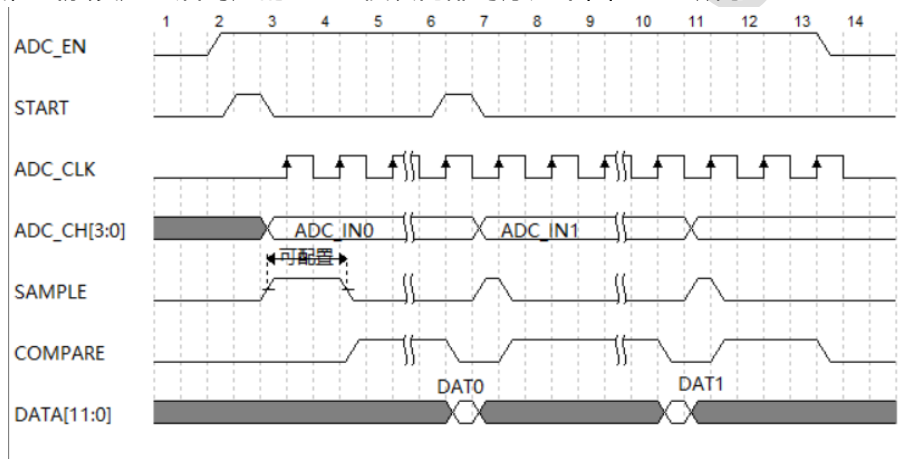 1 2 3 4 5 6 7 8 9 10 11 12 13 14
ADC_EN
START
ADC_CLK
ADC_CH[3:0] ADC_IN0 ADC_IN1
可配置
SAMPLE
COMPARE
DAT0 DAT1
DATA[11:0]